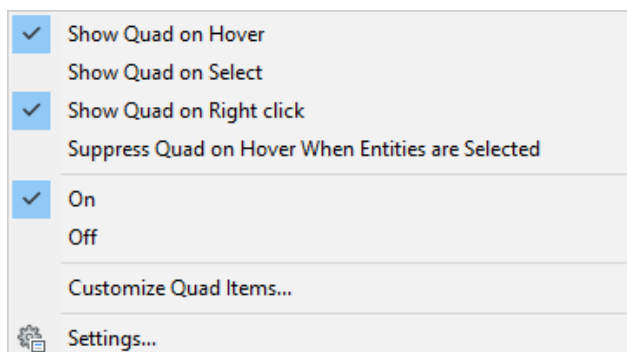 Show Quad on Hover
Show Quad on Select
Show Quad on Right click
Suppress Quad on Hover When Entities are Selected
On
Off
Customize Quad Items...
Settings...